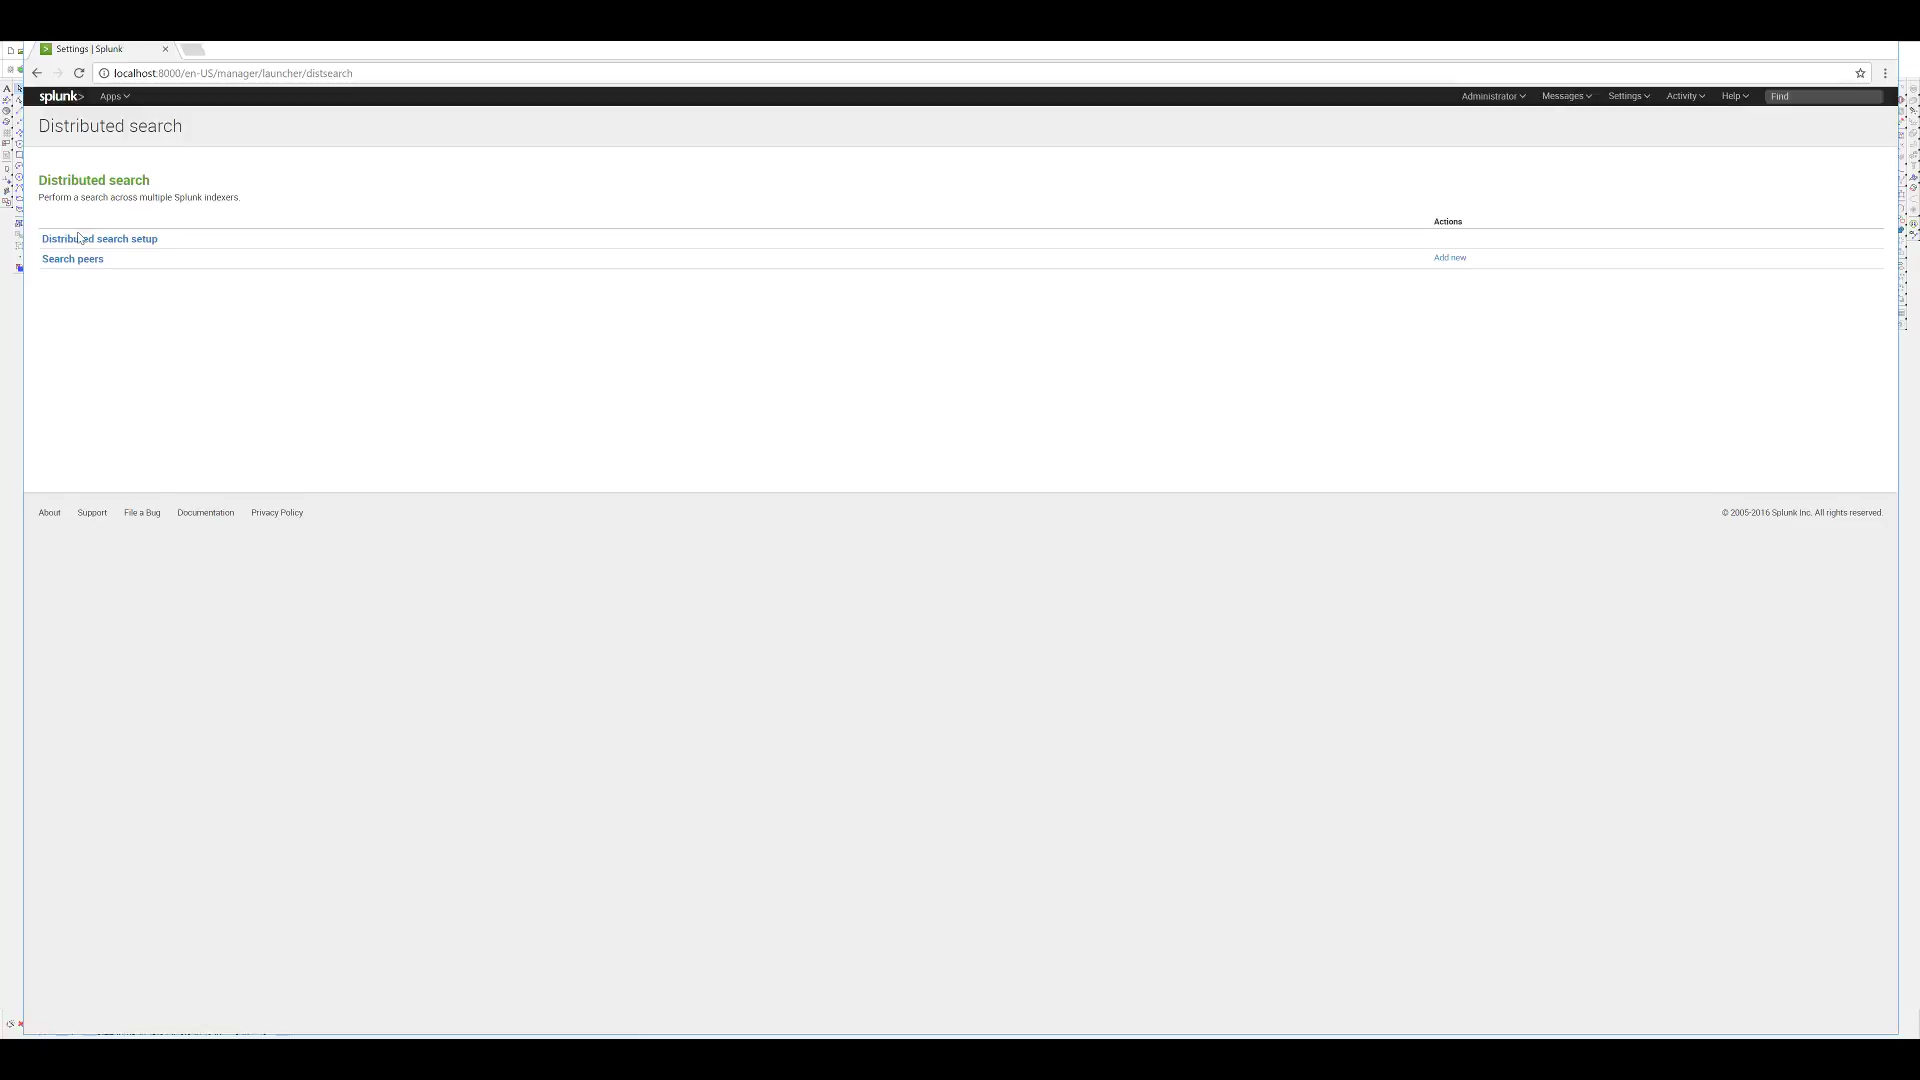 Settings | Splunk
localhost:8000/en-US/manager/launcher/distsearch
splunk> Apps Administrator Messages Settings Activity Help Find
Distributed search
Distributed search
Perform a search across multiple Splunk indexers.
Actions
Distributed search setup
Search peers Add new
About Support File a Bug Documentation Privacy Policy © 2005-2016 Splunk Inc. All rights reserved.